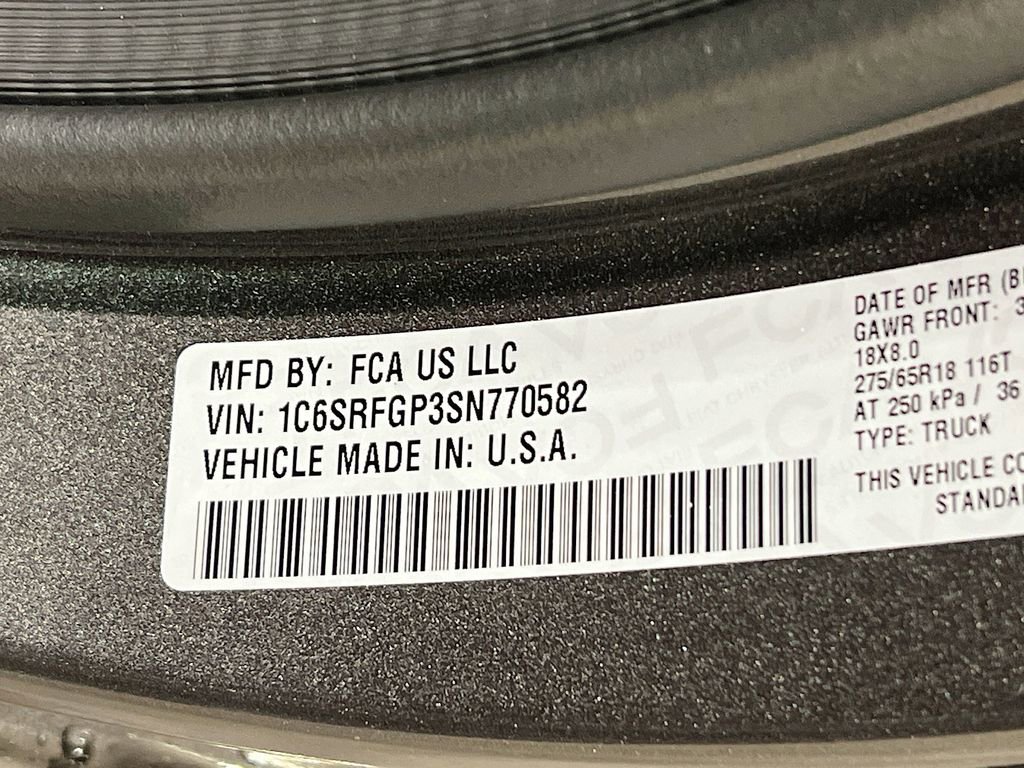 MFD BY: FCA US LLC
VIN: 1C6SRFGP3SN770582
VEHICLE MADE IN: U.S.A.
DATE OF MFR
GAWR FRONT:
18X8.0
275/65R18 116T
AT 250 kPa / 36
TYPE: TRUCK
THIS VEHICLE